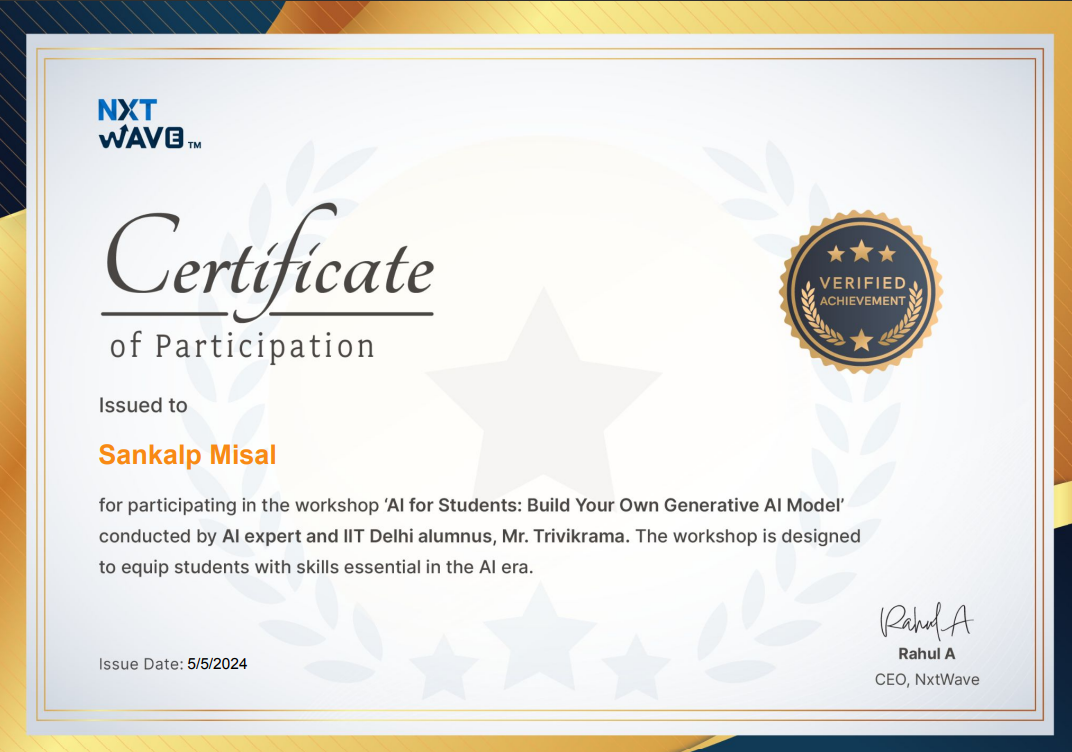 NXT
WAVE TM
Certificate
of Participation
VERIFIED
ACHIEVEMENT
Issued to
Sankalp Misal
for participating in the workshop ‘AI for Students: Build Your Own Generative AI Model’
conducted by AI expert and IIT Delhi alumnus, Mr. Trivikrama. The workshop is designed
to equip students with skills essential in the AI era.
Rahul A
Rahul A
CEO, NxtWave
Issue Date: 5/5/2024